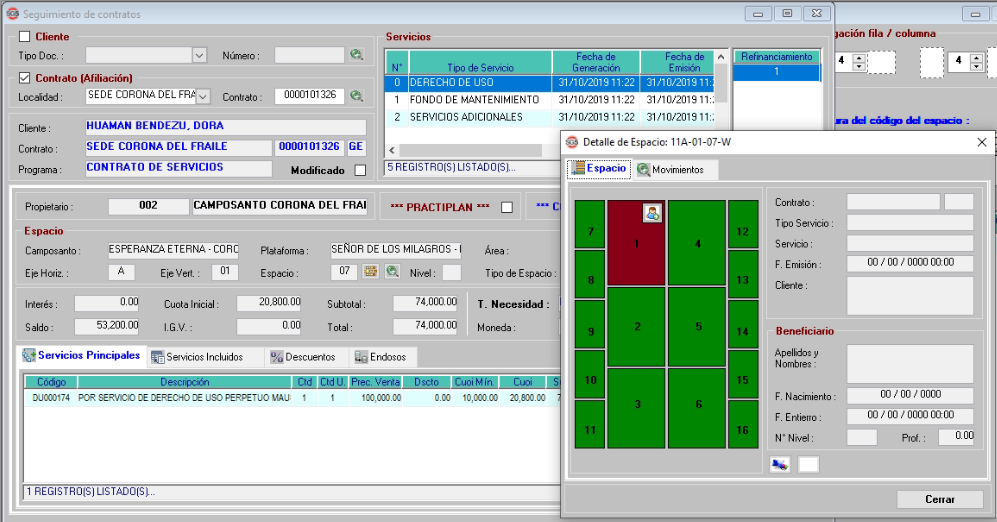 SGS Seguimiento de contratos
Cliente
Tipo Doc. :
Número :
Contrato (Afiliación)
Localidad :
SEDE CORONA DEL FRA
Contrato :
0000101326
Cliente :
HUAMAN BENDEZU, DORA
Contrato :
SEDE CORONA DEL FRAILE
0000101326 GE
Programa :
CONTRATO DE SERVICIOS
Modificado
Servicios
N° Tipo de Servicio Fecha de Generación Fecha de Emisión
0 DERECHO DE USO 31/10/2019 11:22 31/10/2019 11:
1 FONDO DE MANTENIMIENTO 31/10/2019 11:22 31/10/2019 11:
2 SERVICIOS ADICIONALES 31/10/2019 11:22 31/10/2019 11:
5 REGISTRO(S) LISTADO(S)...
Refinanciamiento
1
gación fila / columna
4
4
ura del código del espacio :
Propietario :
002
CAMPOSANTO CORONA DEL FRAI
*** PRACTIPLAN ***
*** C
Espacio
Camposanto :
ESPERANZA ETERNA - CORC
Plataforma :
SEÑOR DE LOS MILAGROS -
Área :
Eje Horiz. :
A
Eje Vert. :
01
Espacio :
07
Nivel :
Tipo de Espacio :
Interés :
0.00
Cuota Inicial :
20,800.00
Subtotal :
74,000.00
T. Necesidad :
Saldo :
53,200.00
I.G.V. :
0.00
Total :
74,000.00
Moneda :
Servicios Principales
Servicios Incluidos
Descuentos
Endosos
Código Descripción Ctd Ctd U. Prec. Venta Dscto Cuoi Mín. Cuoi S
DU000174 POR SERVICIO DE DERECHO DE USO PERPETUO MAU 1 1 100,000.00 0.00 10,000.00 20,800.00 7
1 REGISTRO(S) LISTADO(S)...
SGS Detalle de Espacio: 11A-01-07-W
Espacio
Movimientos
7
8
9
10
11
1
2
3
4
5
6
12
13
14
15
16
Contrato :
Tipo Servicio :
Servicio :
F. Emisión :
00 / 00 / 0000 00:00
Cliente :
Beneficiario
Apellidos y
Nombres :
F. Nacimiento :
00 / 00 / 0000
F. Entierro :
00 / 00 / 0000 00:00
N° Nivel :
Prof. :
0.00
Cerrar